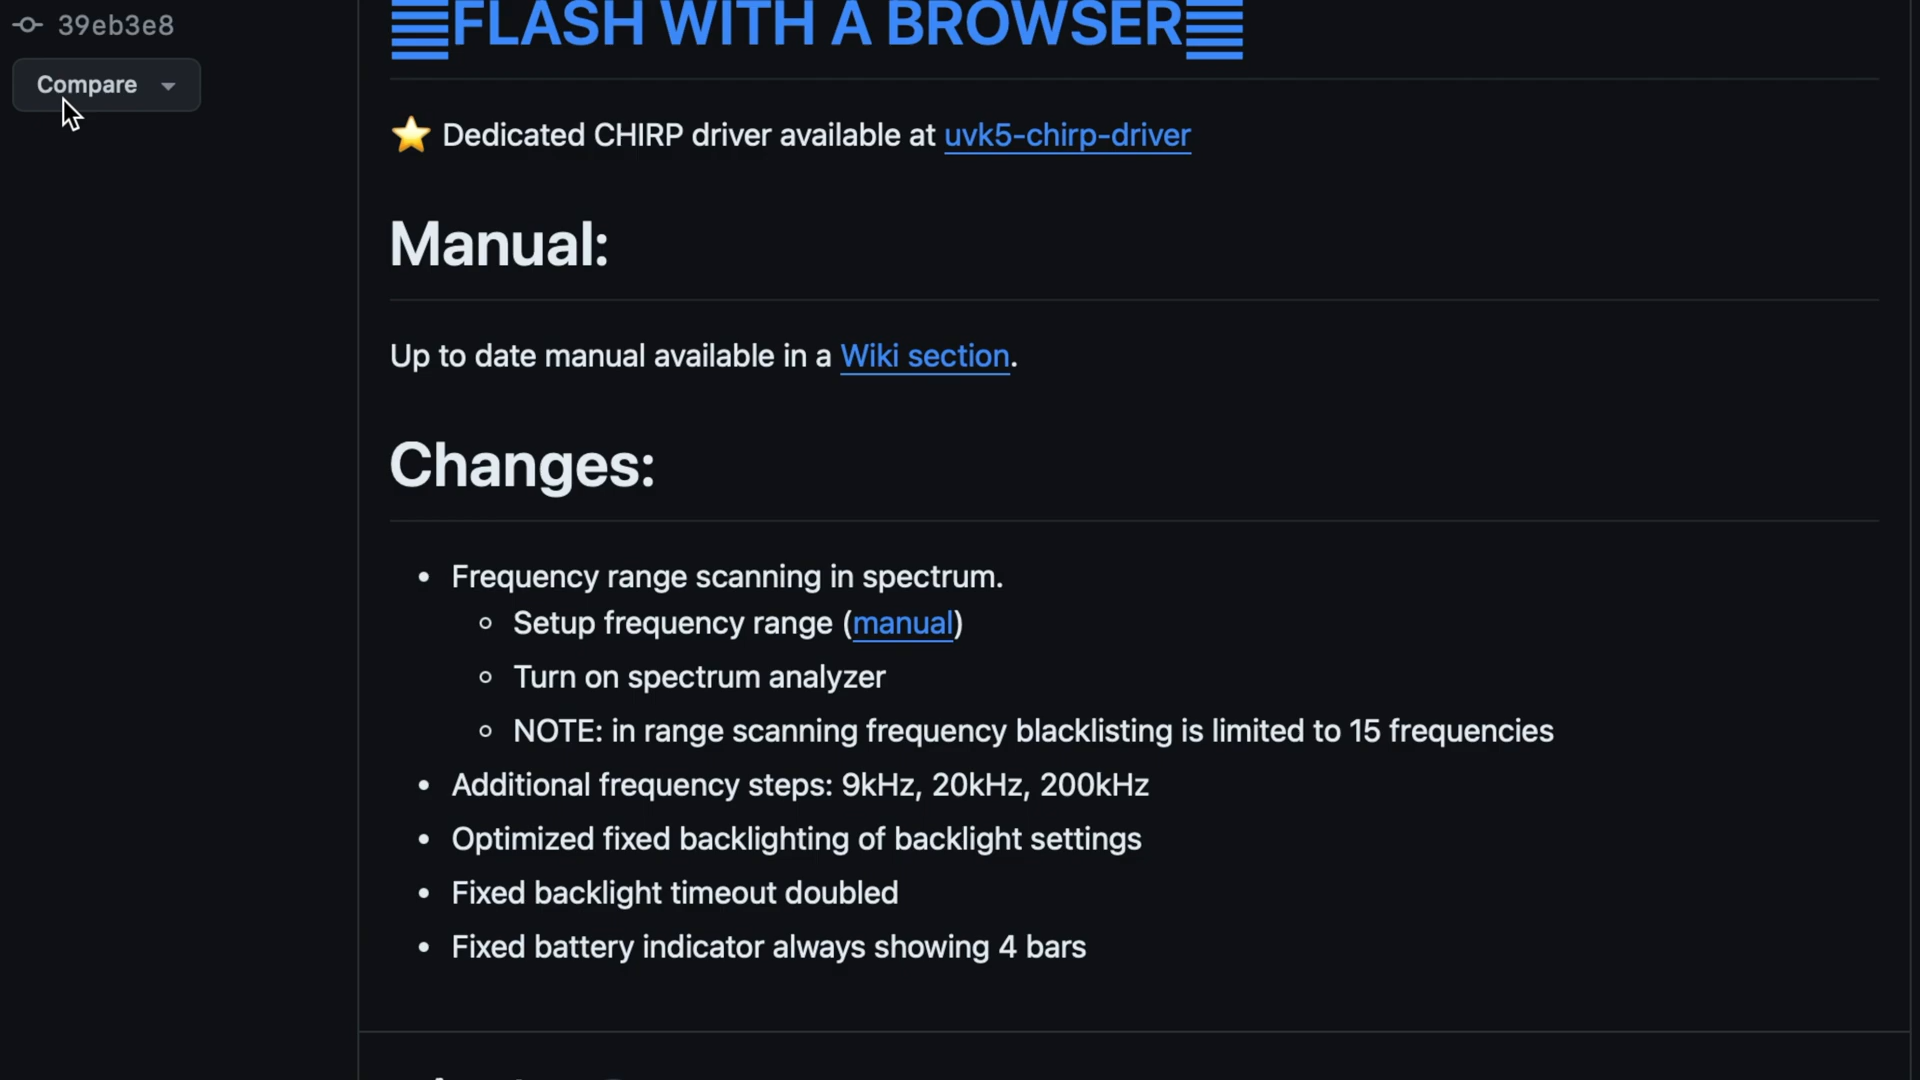 39eb3e8
Compare
FLASH WITH A BROWSER
⭐ Dedicated CHIRP driver available at uvk5-chirp-driver
Manual:
Up to date manual available in a Wiki section.
Changes:
• Frequency range scanning in spectrum.
◦ Setup frequency range (manual)
◦ Turn on spectrum analyzer
◦ NOTE: in range scanning frequency blacklisting is limited to 15 frequencies
• Additional frequency steps: 9kHz, 20kHz, 200kHz
• Optimized fixed backlighting of backlight settings
• Fixed backlight timeout doubled
• Fixed battery indicator always showing 4 bars